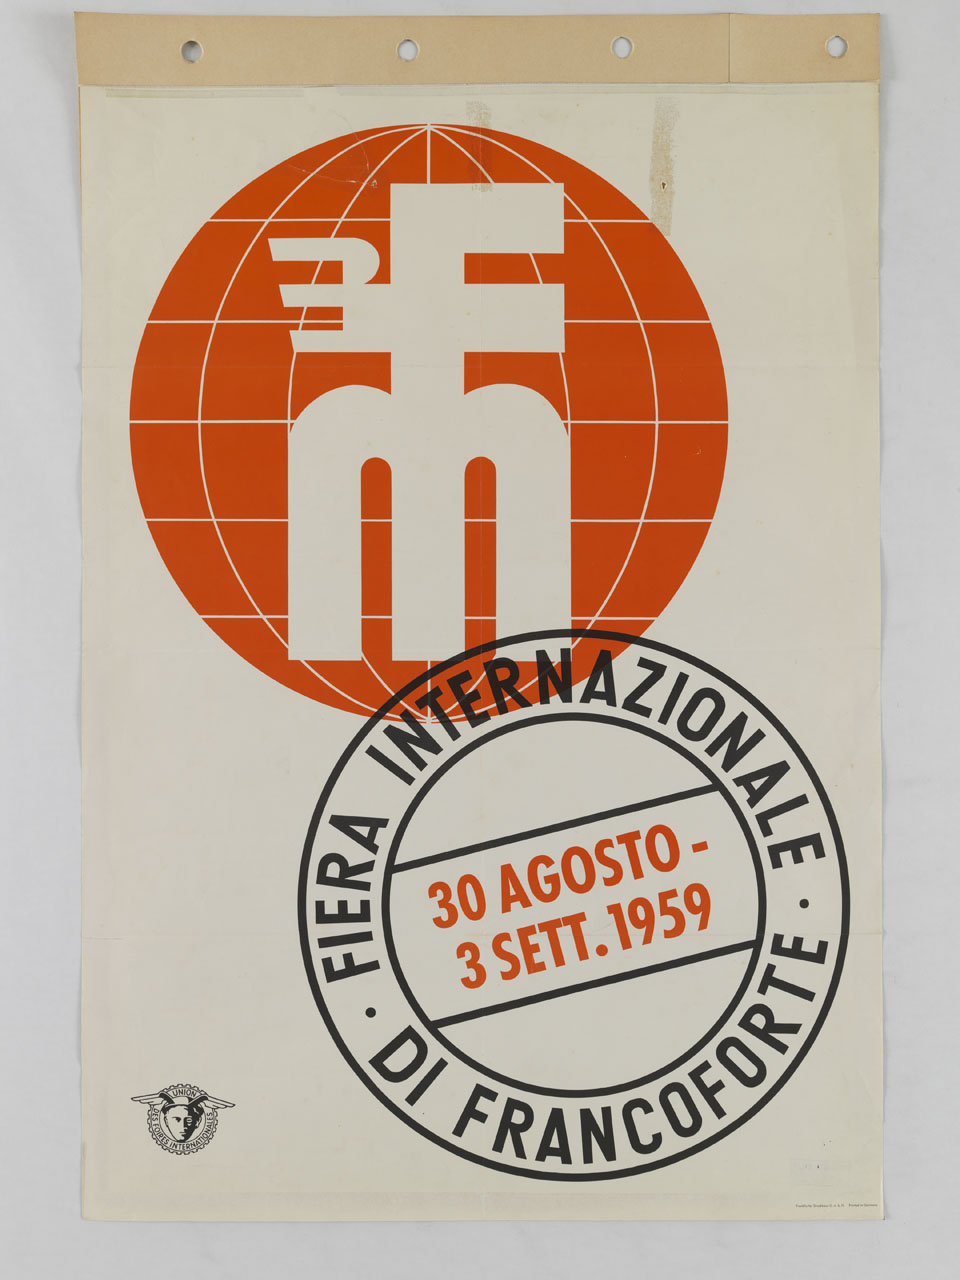 FIERA INTERNAZIONALE
30 AGOSTO -
3 SETT. 1959
· DI FRANCOFORTE ·
UNION
DES FOIRES INTERNATIONALES